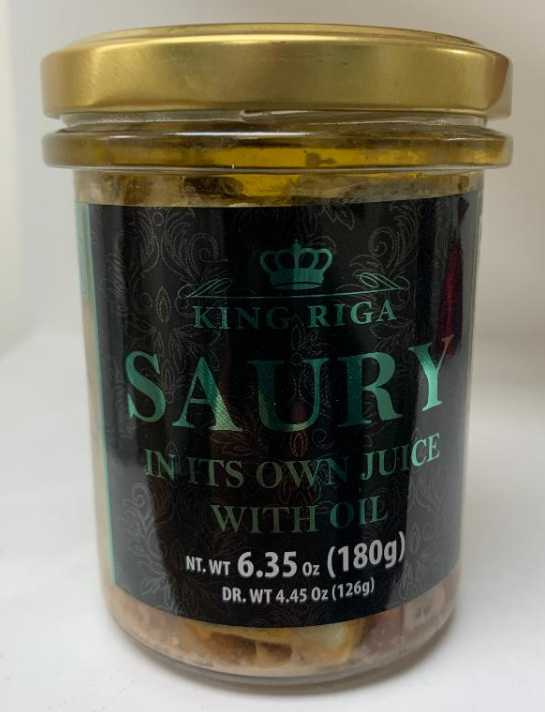 KING RIGA
SAURY
IN ITS OWN JUICE
WITH OIL
NT. WT 6.35 Oz (180g)
DR. WT 4.45 Oz (126g)